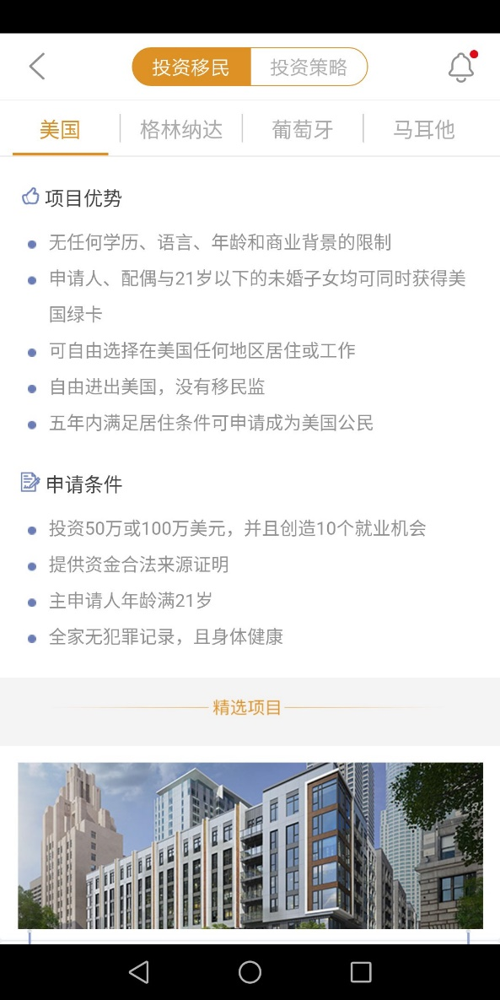 投资移民 投资策略
美国 格林纳达 葡萄牙 马耳他
项目优势
无任何学历、语言、年龄和商业背景的限制
申请人、配偶与21岁以下的未婚子女均可同时获得美
国绿卡
可自由选择在美国任何地区居住或工作
自由进出美国，没有移民监
五年内满足居住条件可申请成为美国公民
申请条件
投资50万或100万美元，并且创造10个就业机会
提供资金合法来源证明
主申请人年龄满21岁
全家无犯罪记录，且身体健康
精选项目